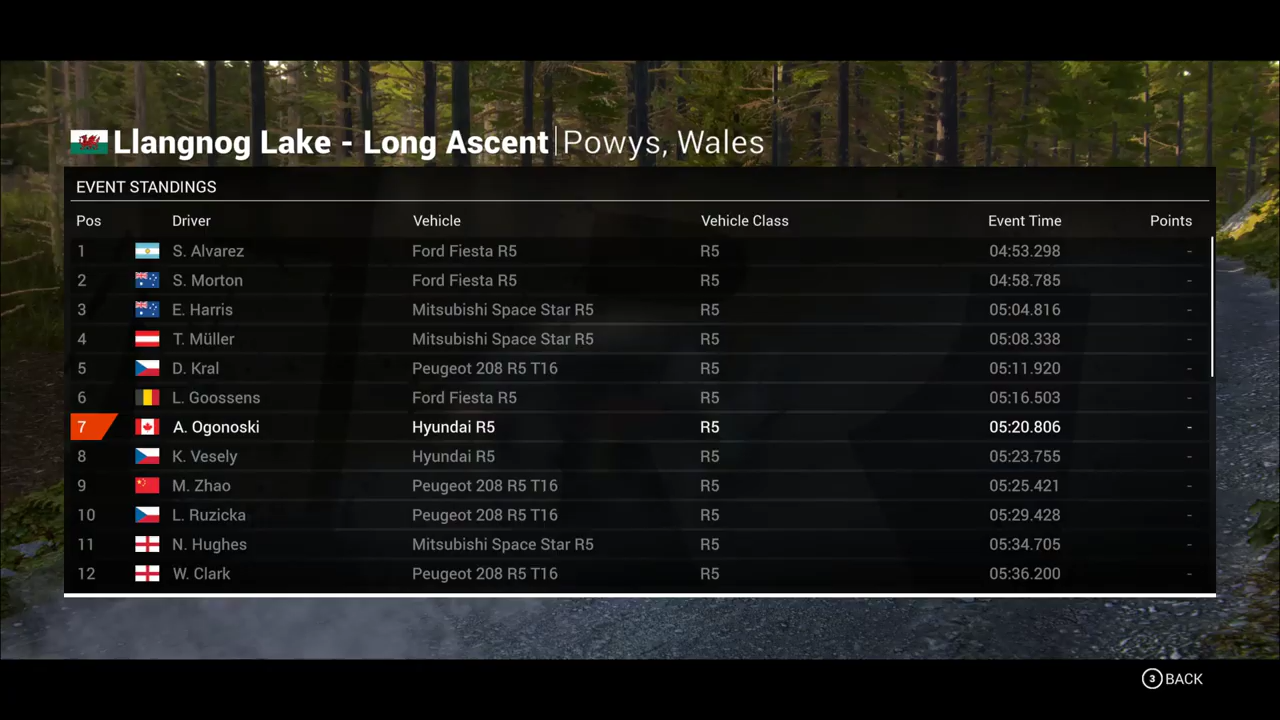 Llangnog Lake - Long Ascent | Powys, Wales
EVENT STANDINGS
Pos Driver Vehicle Vehicle Class Event Time Points
1 S. Alvarez Ford Fiesta R5 R5 04:53.298 -
2 S. Morton Ford Fiesta R5 R5 04:58.785 -
3 E. Harris Mitsubishi Space Star R5 R5 05:04.816 -
4 T. Müller Mitsubishi Space Star R5 R5 05:08.338 -
5 D. Kral Peugeot 208 R5 T16 R5 05:11.920 -
6 L. Goossens Ford Fiesta R5 R5 05:16.503 -
7 A. Ogonoski Hyundai R5 R5 05:20.806 -
8 K. Vesely Hyundai R5 R5 05:23.755 -
9 M. Zhao Peugeot 208 R5 T16 R5 05:25.421 -
10 L. Ruzicka Peugeot 208 R5 T16 R5 05:29.428 -
11 N. Hughes Mitsubishi Space Star R5 R5 05:34.705 -
12 W. Clark Peugeot 208 R5 T16 R5 05:36.200 -
3 BACK